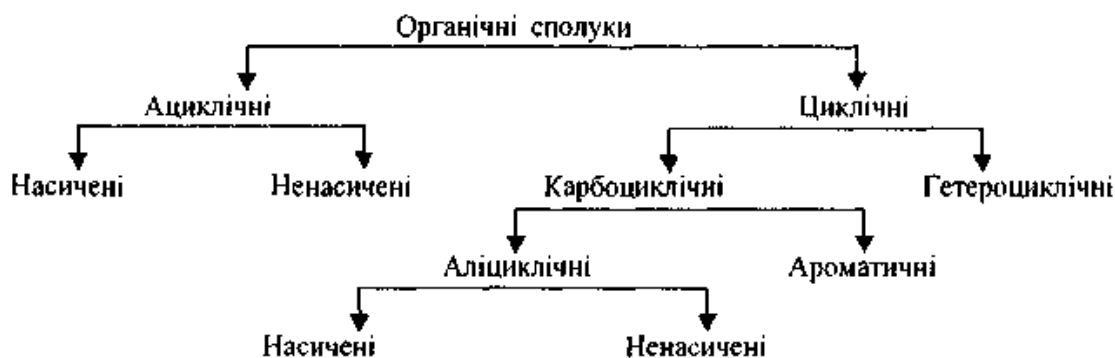 Органічні сполуки
Ациклічні Циклічні
Насичені Ненасичені Карбоциклічні Гетероциклічні
Аліциклічні Ароматичні
Насичені Ненасичені